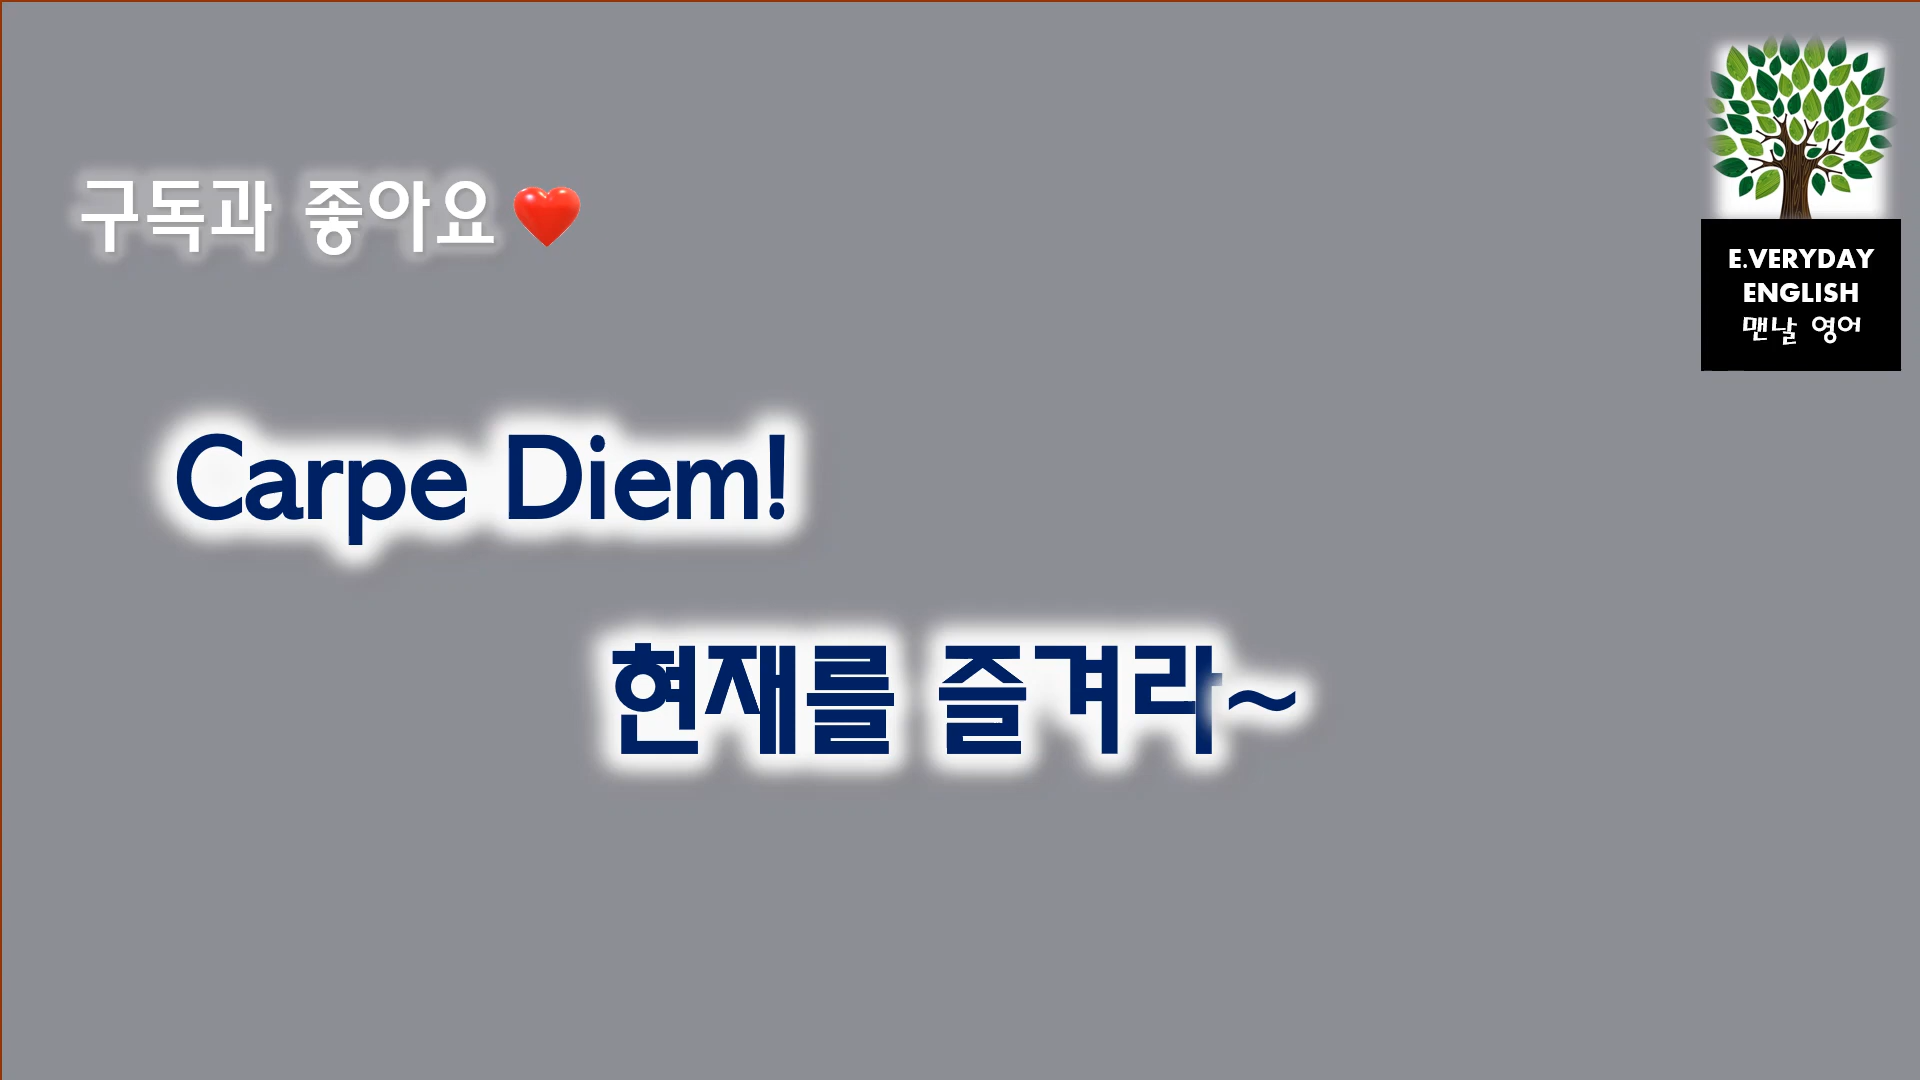 구독과 좋아요 ❤️
E.VERYDAY
ENGLISH
맨날 영어
Carpe Diem!
현재를 즐겨라~